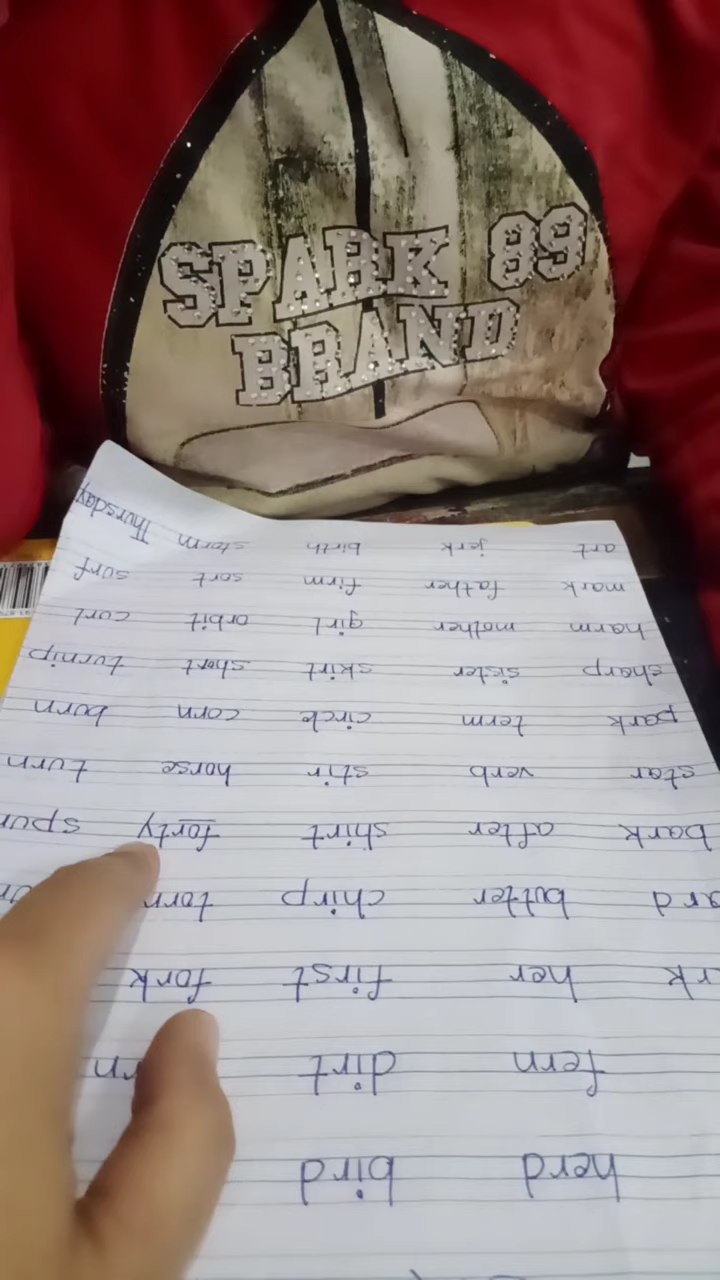 SPARK 89
BRAND
herd bird
fern dirt
her first fork
butter chirp torn
bark after shirt forty spur
star verb stir horse turn
park term circle corn burn
sharp sister skirt short turnip
harm mother girl orbit curl
mark father firm sort surf
art jerk birth storm Thursday